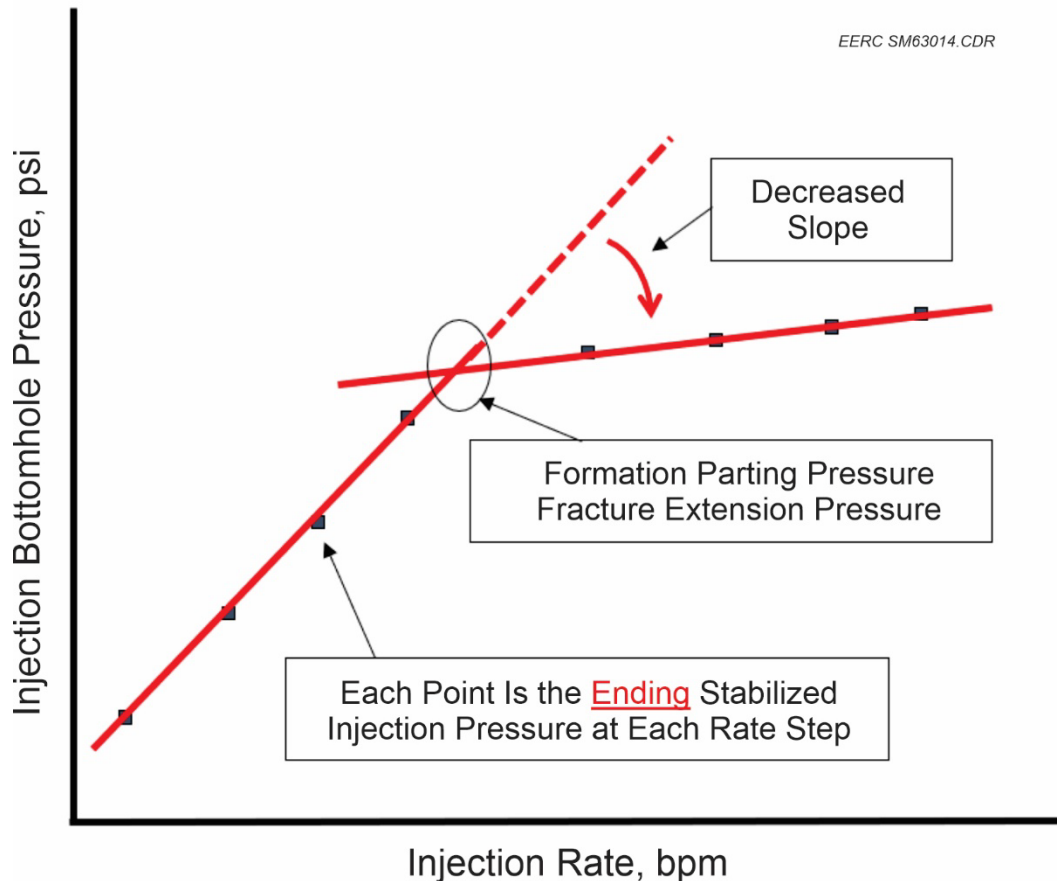 EERC SM63014.CDR
Injection Bottomhole Pressure, psi
Decreased
Slope
Formation Parting Pressure
Fracture Extension Pressure
Each Point Is the Ending Stabilized
Injection Pressure at Each Rate Step
Injection Rate, bpm